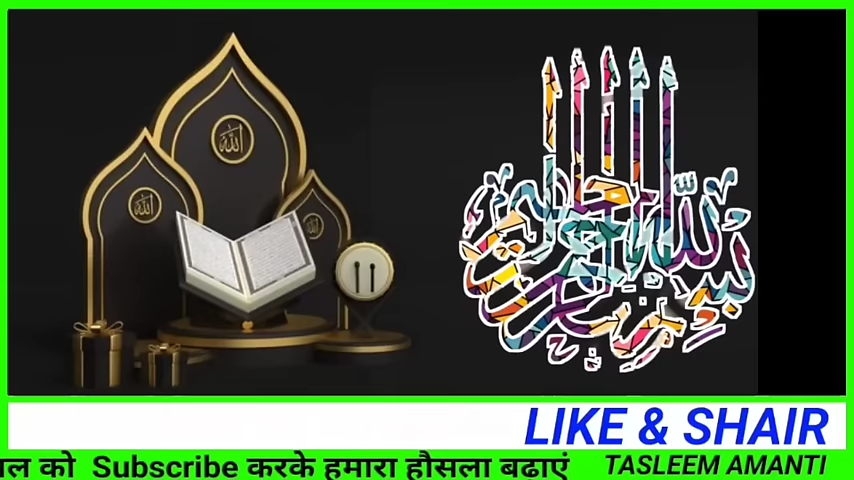 الله
الله
الله
بسم الله الرحمن الرحيم
LIKE & SHAIR
को Subscribe करके हमारा हौसला बढाएं
TASLEEM AMANTI